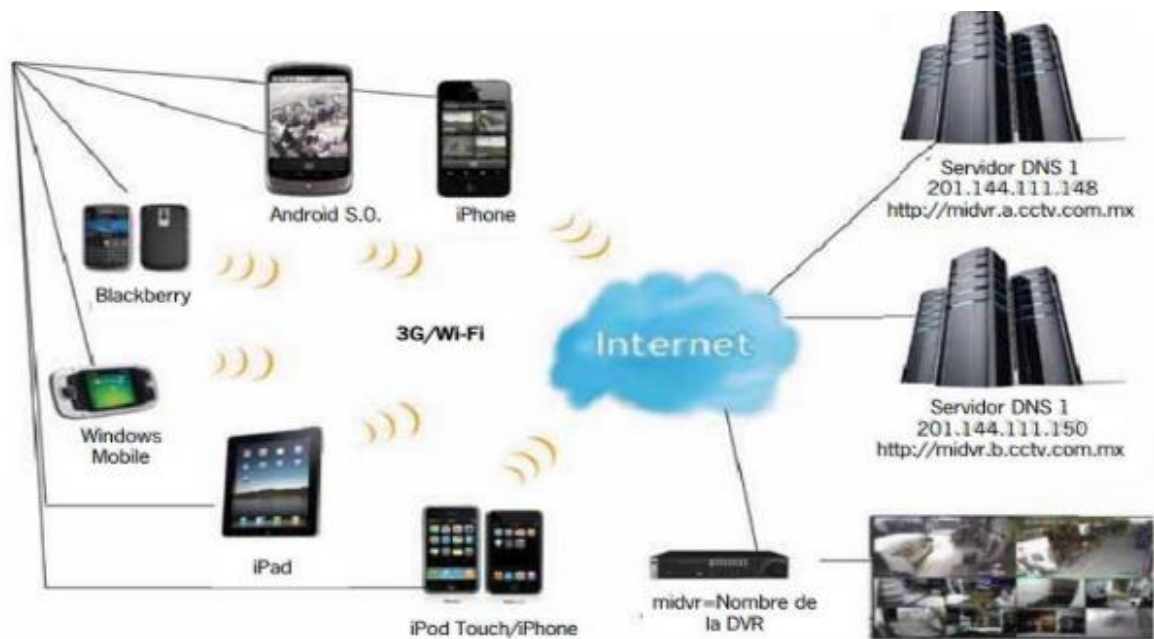 Android S.O.
iPhone
Servidor DNS 1
201.144.111.148
http://midvr.a.cctv.com.mx
Blackberry
3G/Wi-Fi
Internet
Servidor DNS 1
201.144.111.150
http://midvr.b.cctv.com.mx
Windows
Mobile
iPad
iPod Touch/iPhone
midvr=Nombre de
la DVR